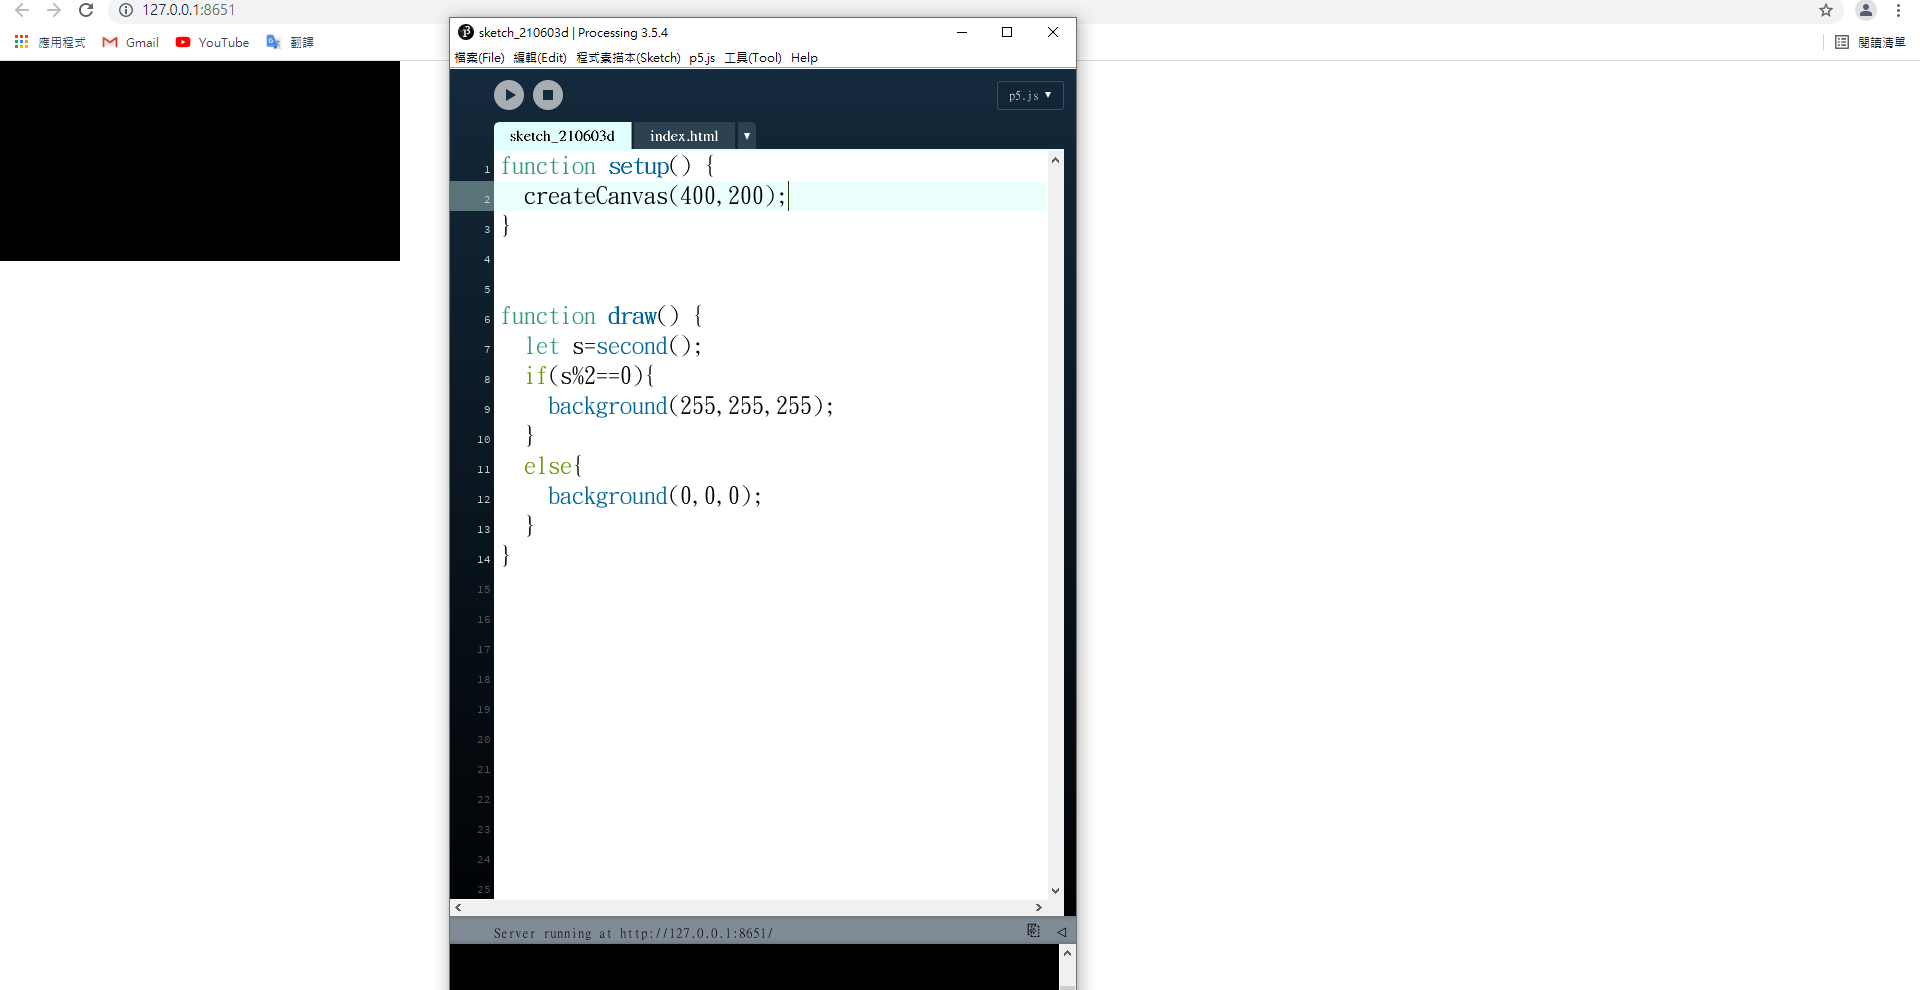 127.0.0.1:8651
應用程式 Gmail YouTube 翻譯 閱讀清單
sketch_210603d | Processing 3.5.4
檔案(File) 編輯(Edit) 程式素描本(Sketch) p5.js 工具(Tool) Help
p5.js ▼
sketch_210603d index.html ▼
1 function setup() {
2 createCanvas(400,200);
3 }
4
5
6 function draw() {
7 let s=second();
8 if(s%2==0){
9 background(255,255,255);
10 }
11 else{
12 background(0,0,0);
13 }
14 }
15
16
17
18
19
20
21
22
23
24
25
Server running at http://127.0.0.1:8651/